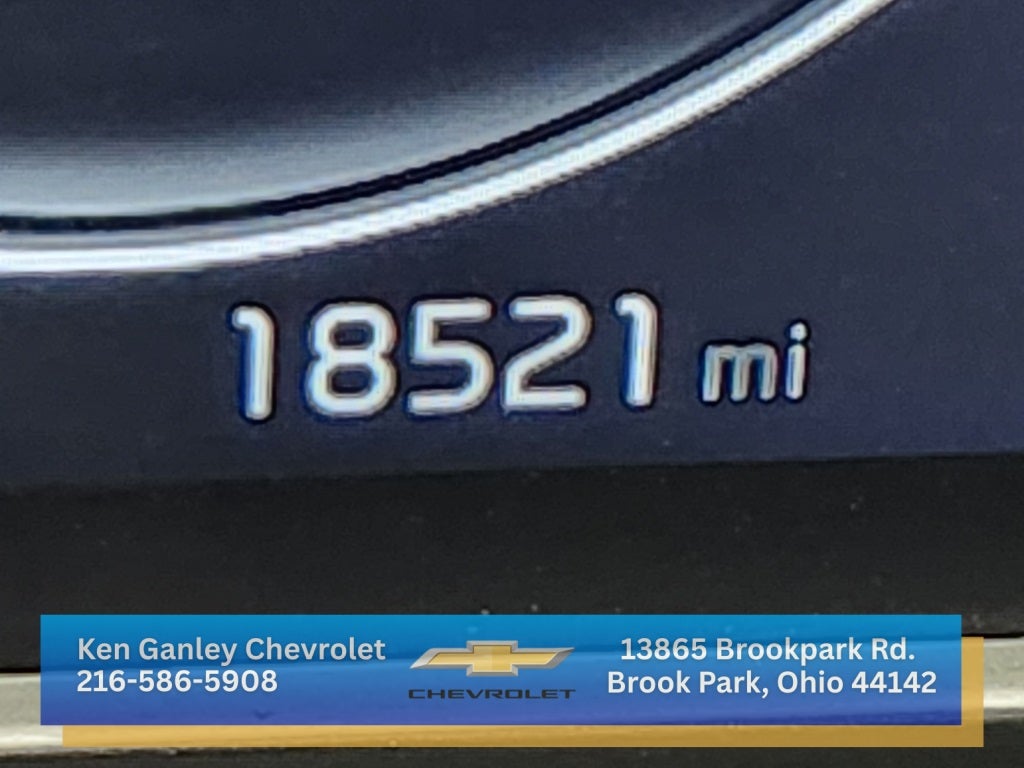 18521 mi
Ken Ganley Chevrolet
216-586-5908
CHEVROLET
13865 Brookpark Rd.
Brook Park, Ohio 44142